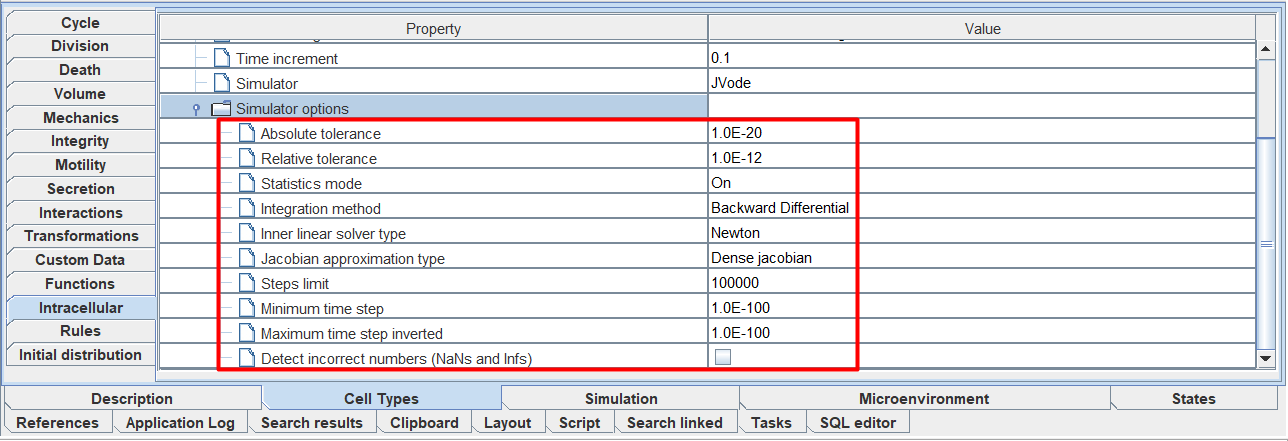 Property Value
Cycle
Division
Death
Volume
Mechanics
Integrity
Motility
Secretion
Interactions
Transformations
Custom Data
Functions
Intracellular
Rules
Initial distribution
Time increment 0.1
Simulator JVode
Simulator options
Absolute tolerance 1.0E-20
Relative tolerance 1.0E-12
Statistics mode On
Integration method Backward Differential
Inner linear solver type Newton
Jacobian approximation type Dense jacobian
Steps limit 100000
Minimum time step 1.0E-100
Maximum time step inverted 1.0E-100
Detect incorrect numbers (NaNs and Infs)
Description Cell Types Simulation Microenvironment States
References Application Log Search results Clipboard Layout Script Search linked Tasks SQL editor